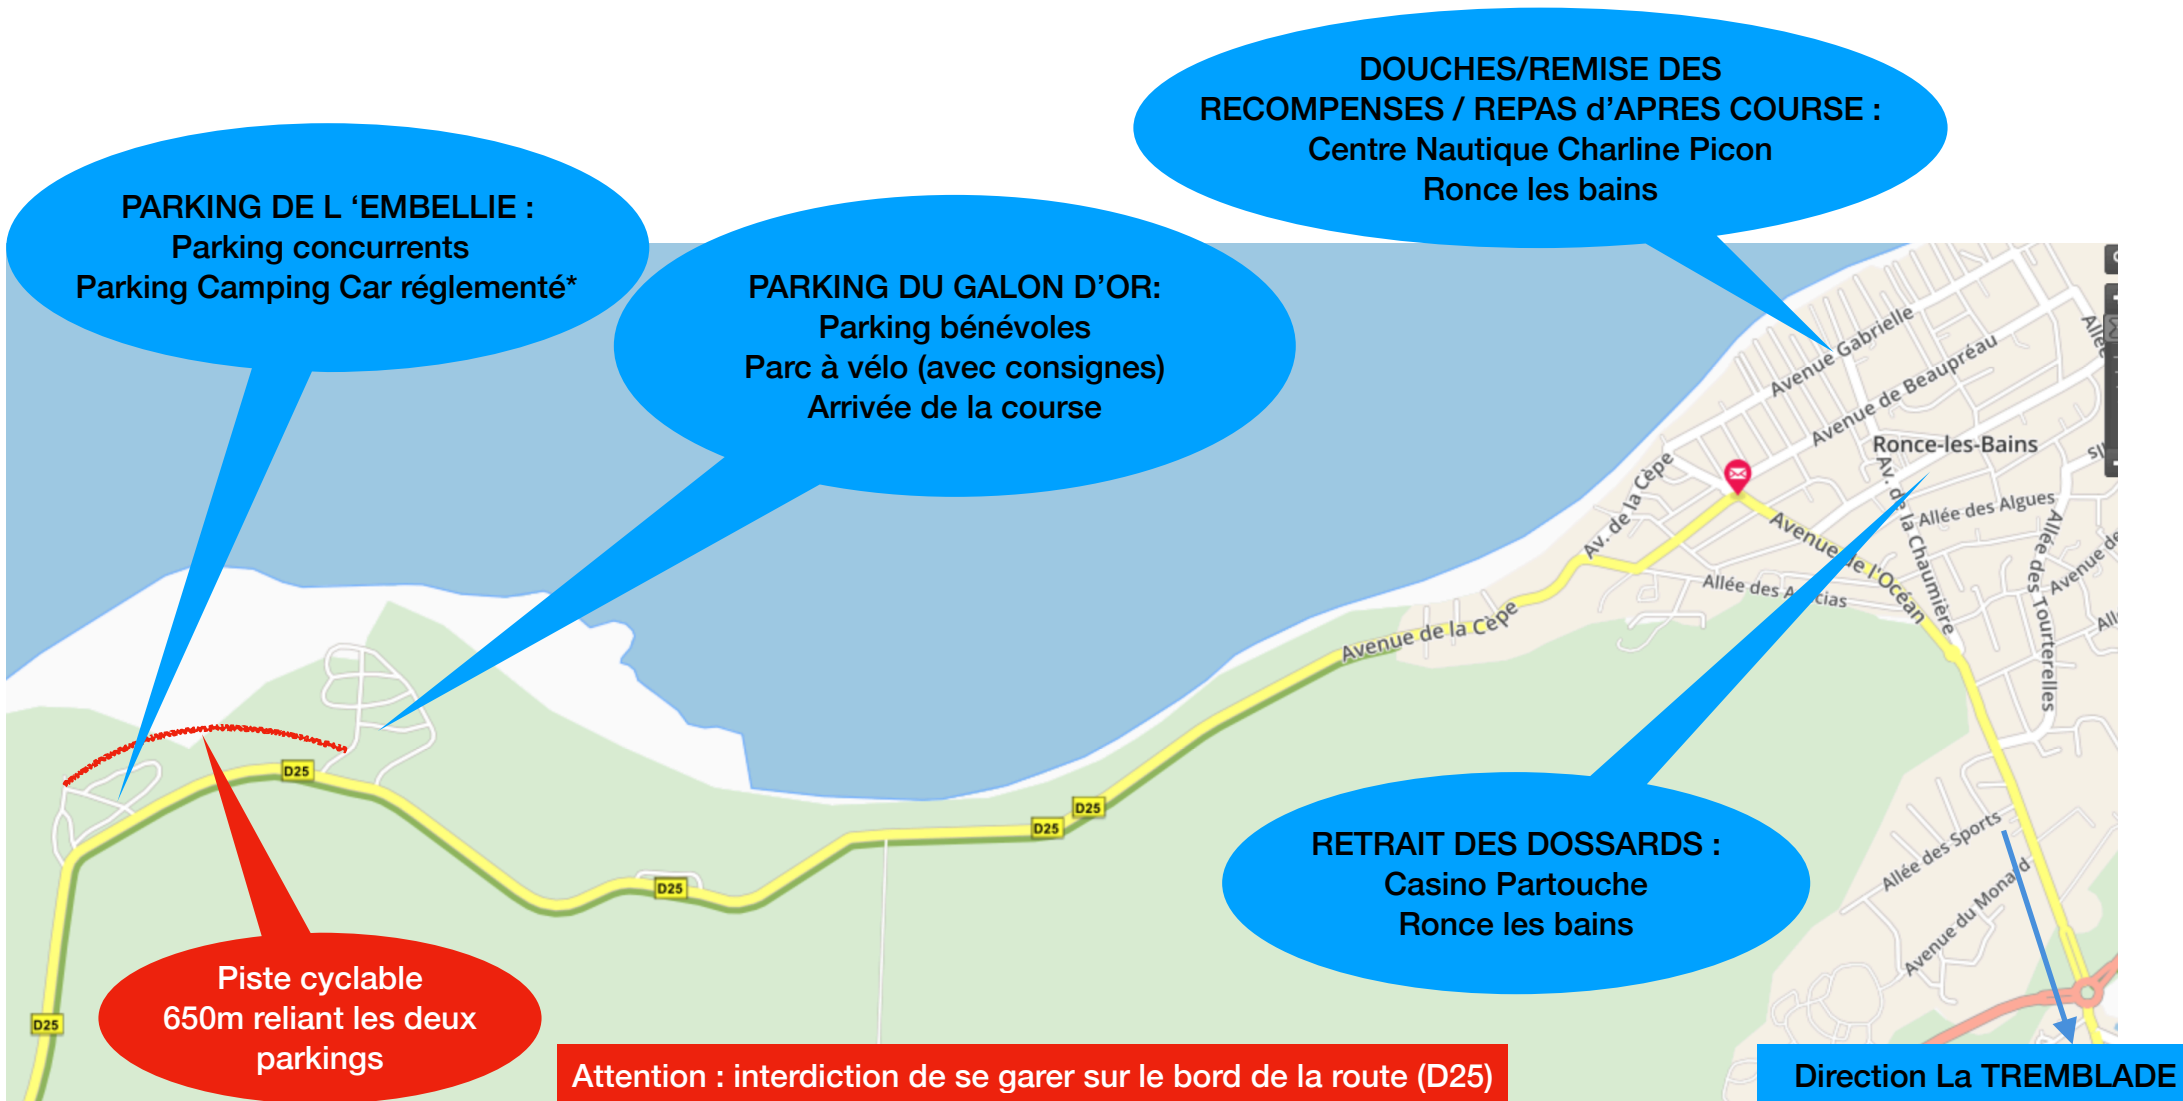 DOUCHES/REMISE DES
RECOMPENSES / REPAS d'APRES COURSE :
Centre Nautique Charline Picon
Ronce les bains
PARKING DE L 'EMBELLIE :
Parking concurrents
Parking Camping Car réglementé*
PARKING DU GALON D'OR:
Parking bénévoles
Parc à vélo (avec consignes)
Arrivée de la course
Avenue Gabrielle
Avenue de Beaupréau
Ronce-les-Bains
Av. de la Cèpe
Av. de la Chaumière
Allée des Algues
Avenue de l'Océan
Allée des Tourterelles
Avenue de
Allée des
Avenue de la Cèpe
D25
D25
D25
D25
D25
RETRAIT DES DOSSARDS :
Casino Partouche
Ronce les bains
Allée des Sports
Avenue du Monard
Piste cyclable
650m reliant les deux
parkings
Attention : interdiction de se garer sur le bord de la route (D25)
Direction La TREMBLADE